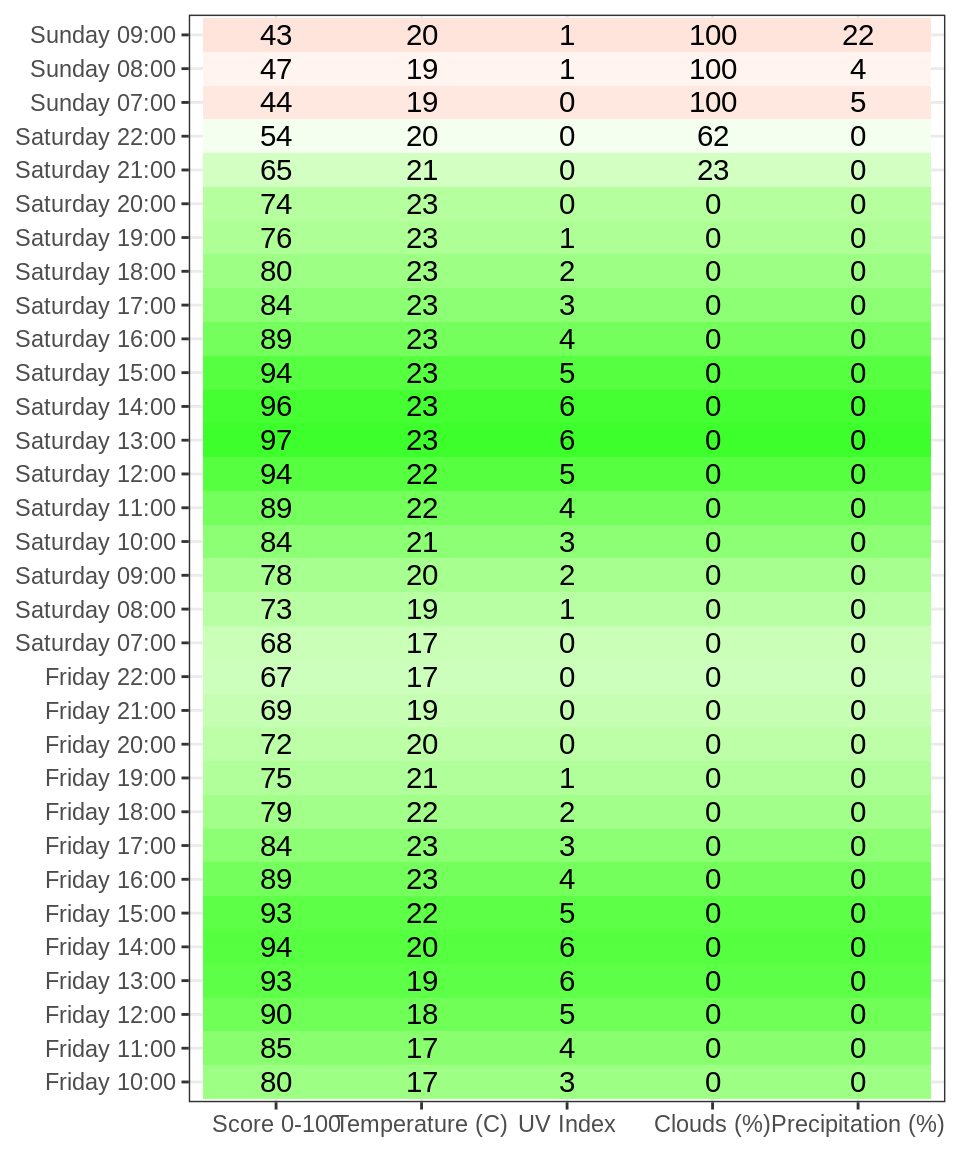 Sunday 09:00 43 20 1 100 22
Sunday 08:00 47 19 1 100 4
Sunday 07:00 44 19 0 100 5
Saturday 22:00 54 20 0 62 0
Saturday 21:00 65 21 0 23 0
Saturday 20:00 74 23 0 0 0
Saturday 19:00 76 23 1 0 0
Saturday 18:00 80 23 2 0 0
Saturday 17:00 84 23 3 0 0
Saturday 16:00 89 23 4 0 0
Saturday 15:00 94 23 5 0 0
Saturday 14:00 96 23 6 0 0
Saturday 13:00 97 23 6 0 0
Saturday 12:00 94 22 5 0 0
Saturday 11:00 89 22 4 0 0
Saturday 10:00 84 21 3 0 0
Saturday 09:00 78 20 2 0 0
Saturday 08:00 73 19 1 0 0
Saturday 07:00 68 17 0 0 0
Friday 22:00 67 17 0 0 0
Friday 21:00 69 19 0 0 0
Friday 20:00 72 20 0 0 0
Friday 19:00 75 21 1 0 0
Friday 18:00 79 22 2 0 0
Friday 17:00 84 23 3 0 0
Friday 16:00 89 23 4 0 0
Friday 15:00 93 22 5 0 0
Friday 14:00 94 20 6 0 0
Friday 13:00 93 19 6 0 0
Friday 12:00 90 18 5 0 0
Friday 11:00 85 17 4 0 0
Friday 10:00 80 17 3 0 0
Score 0-100 Temperature (C) UV Index Clouds (%) Precipitation (%)